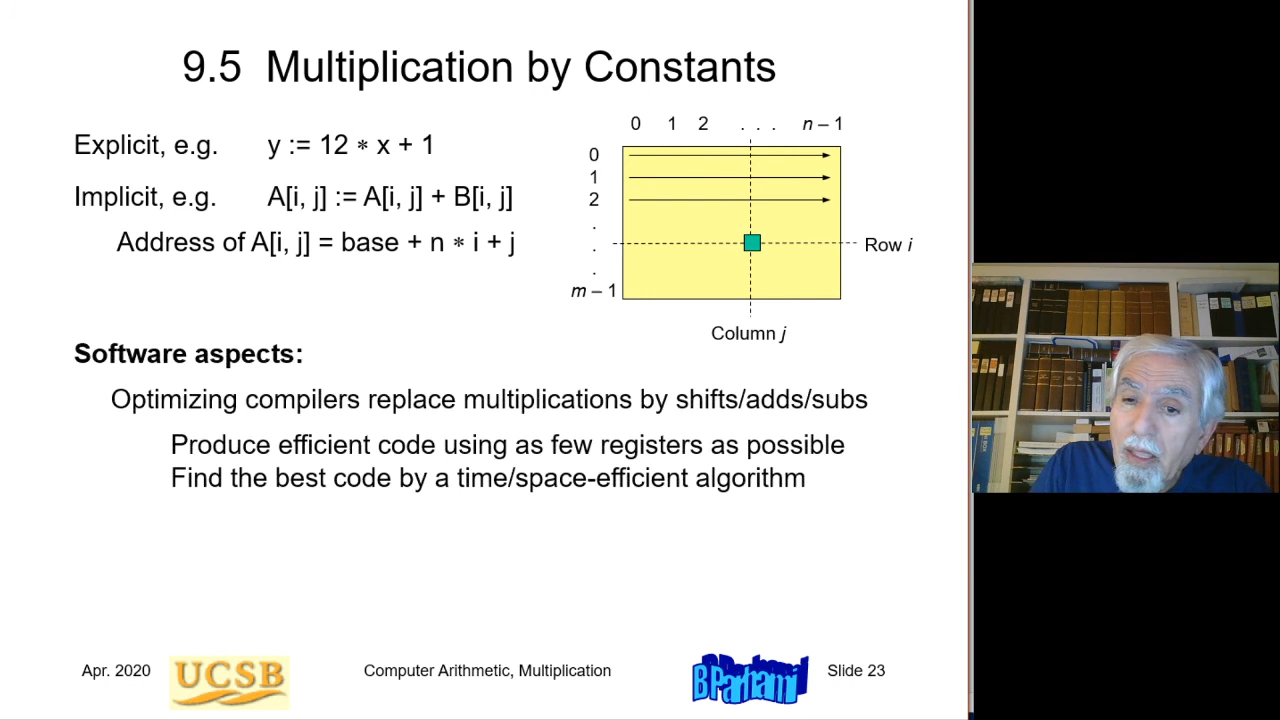 9.5 Multiplication by Constants
Explicit, e.g. y := 12 ∗ x + 1
Implicit, e.g. A[i, j] := A[i, j] + B[i, j]
Address of A[i, j] = base + n ∗ i + j
0 1 2 . . . n – 1
0
1
2
.
.
.
m – 1
Row i
Column j
Software aspects:
Optimizing compilers replace multiplications by shifts/adds/subs
Produce efficient code using as few registers as possible
Find the best code by a time/space-efficient algorithm
Apr. 2020 UCSB Computer Arithmetic, Multiplication B Parhami Slide 23